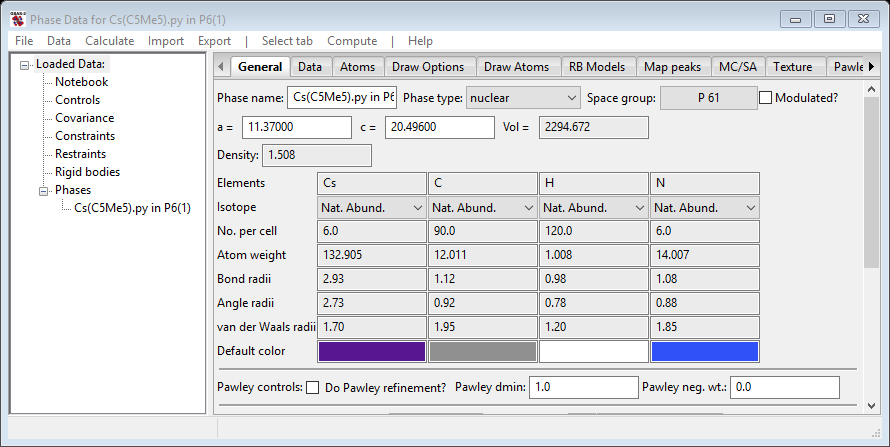 Phase Data for Cs(C5Me5).py in P6(1)
File Data Calculate Import Export | Select tab Compute | Help
Loaded Data:
Notebook
Controls
Covariance
Constraints
Restraints
Rigid bodies
Phases
Cs(C5Me5).py in P6(1)
General Data Atoms Draw Options Draw Atoms RB Models Map peaks MC/SA Texture Pawle
Phase name: Cs(C5Me5).py in P6 Phase type: nuclear Space group: P 61 Modulated?
a = 11.37000 c = 20.49600 Vol = 2294.672
Density: 1.508
Elements Cs C H N
Isotope Nat. Abund. Nat. Abund. Nat. Abund. Nat. Abund.
No. per cell 6.0 90.0 120.0 6.0
Atom weight 132.905 12.011 1.008 14.007
Bond radii 2.93 1.12 0.98 1.08
Angle radii 2.73 0.92 0.78 0.88
van der Waals radii 1.70 1.95 1.20 1.85
Default color
Pawley controls: Do Pawley refinement? Pawley dmin: 1.0 Pawley neg. wt.: 0.0